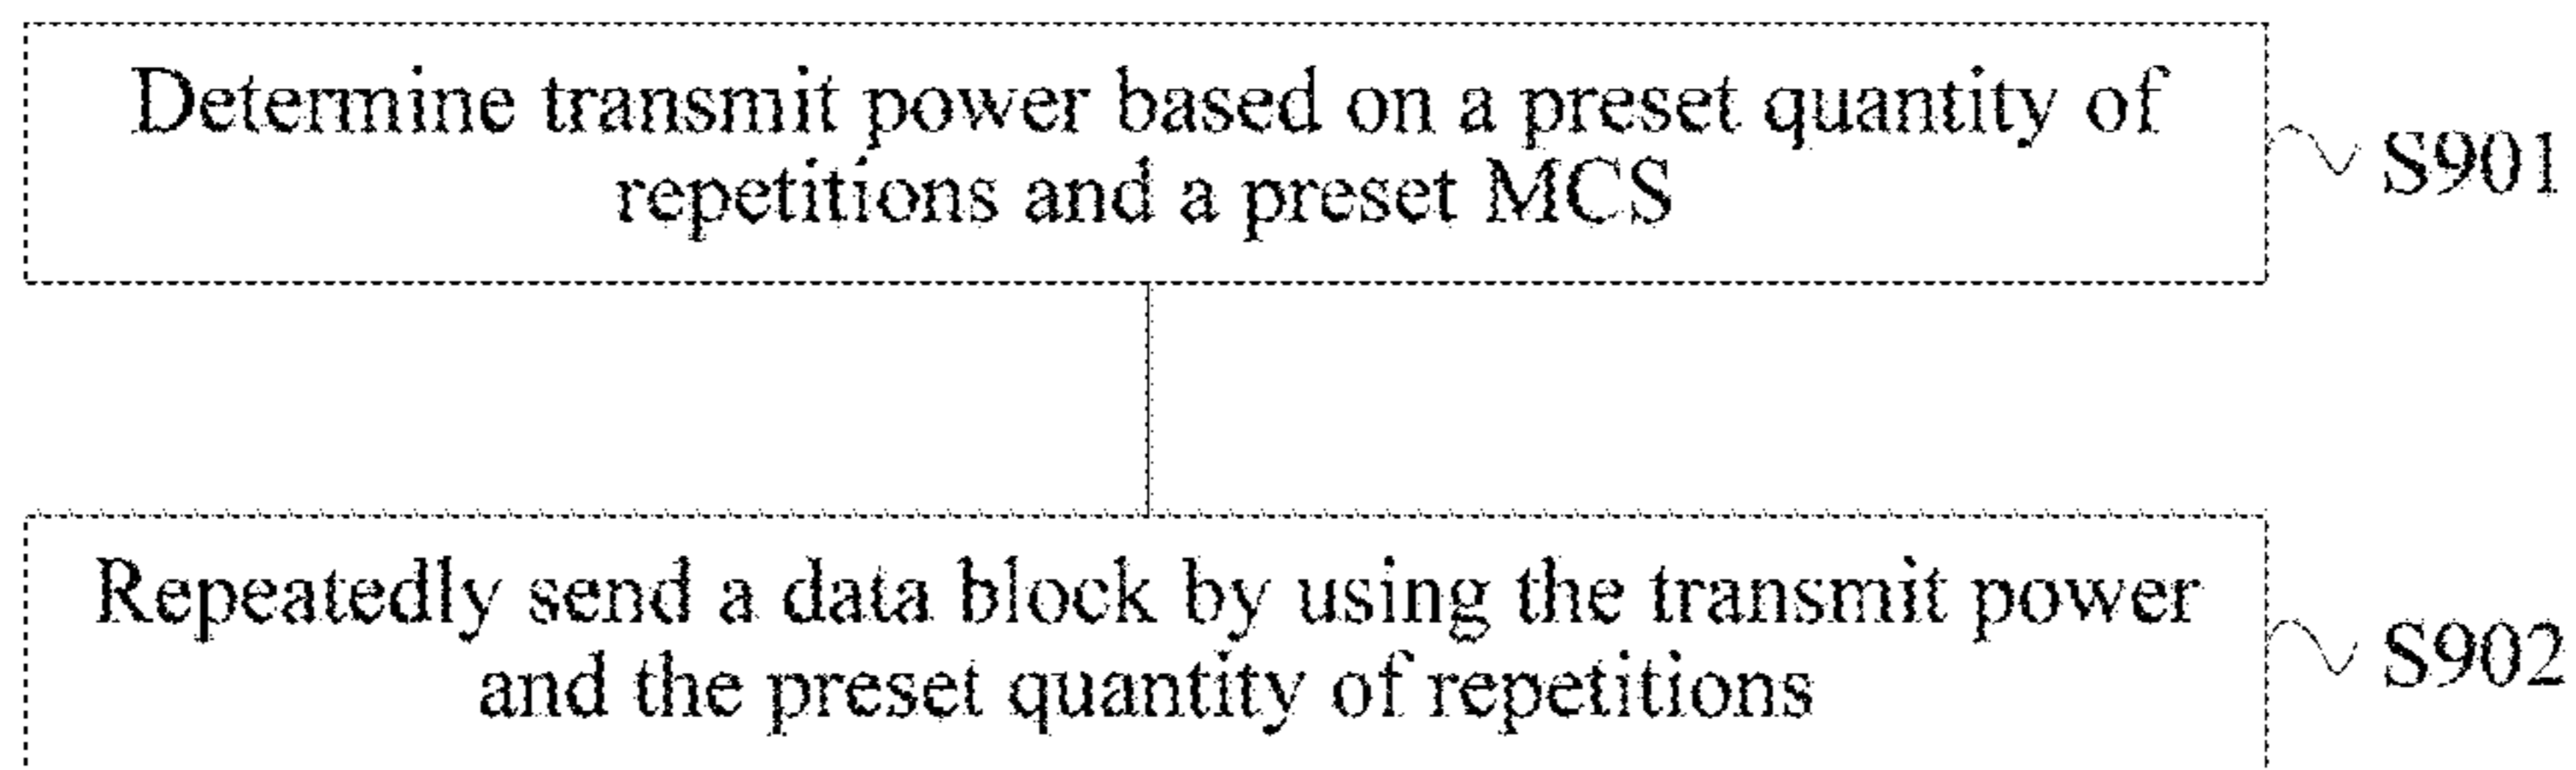 Determine transmit power based on a preset quantity of
repetitions and a preset MCS
S901
Repeatedly send a data block by using the transmit power
and the preset quantity of repetitions
S902